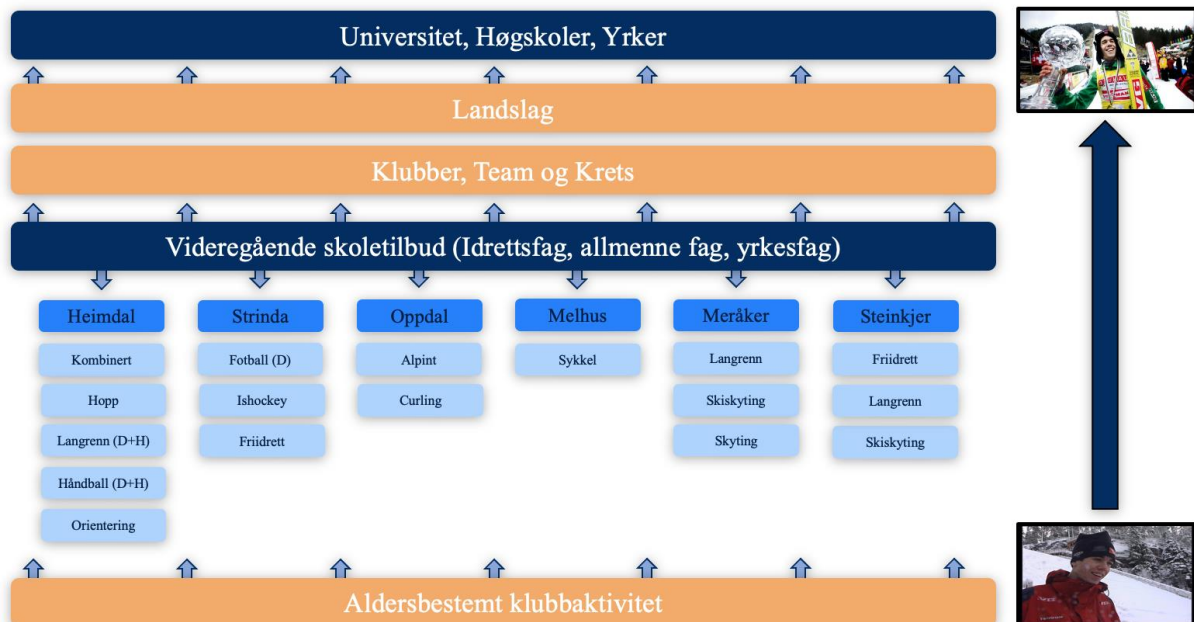 Universitet, Høgskoler, Yrker
Landslag
Klubber, Team og Krets
Videregående skoletilbud (Idrettsfag, allmenne fag, yrkesfag)
Heimdal
Kombinert
Hopp
Langrenn (D+H)
Håndball (D+H)
Orientering
Strinda
Fotball (D)
Ishockey
Friidrett
Oppdal
Alpint
Curling
Melhus
Sykkel
Meråker
Langrenn
Skiskyting
Skyting
Steinkjer
Friidrett
Langrenn
Skiskyting
Aldersbestemt klubbaktivitet